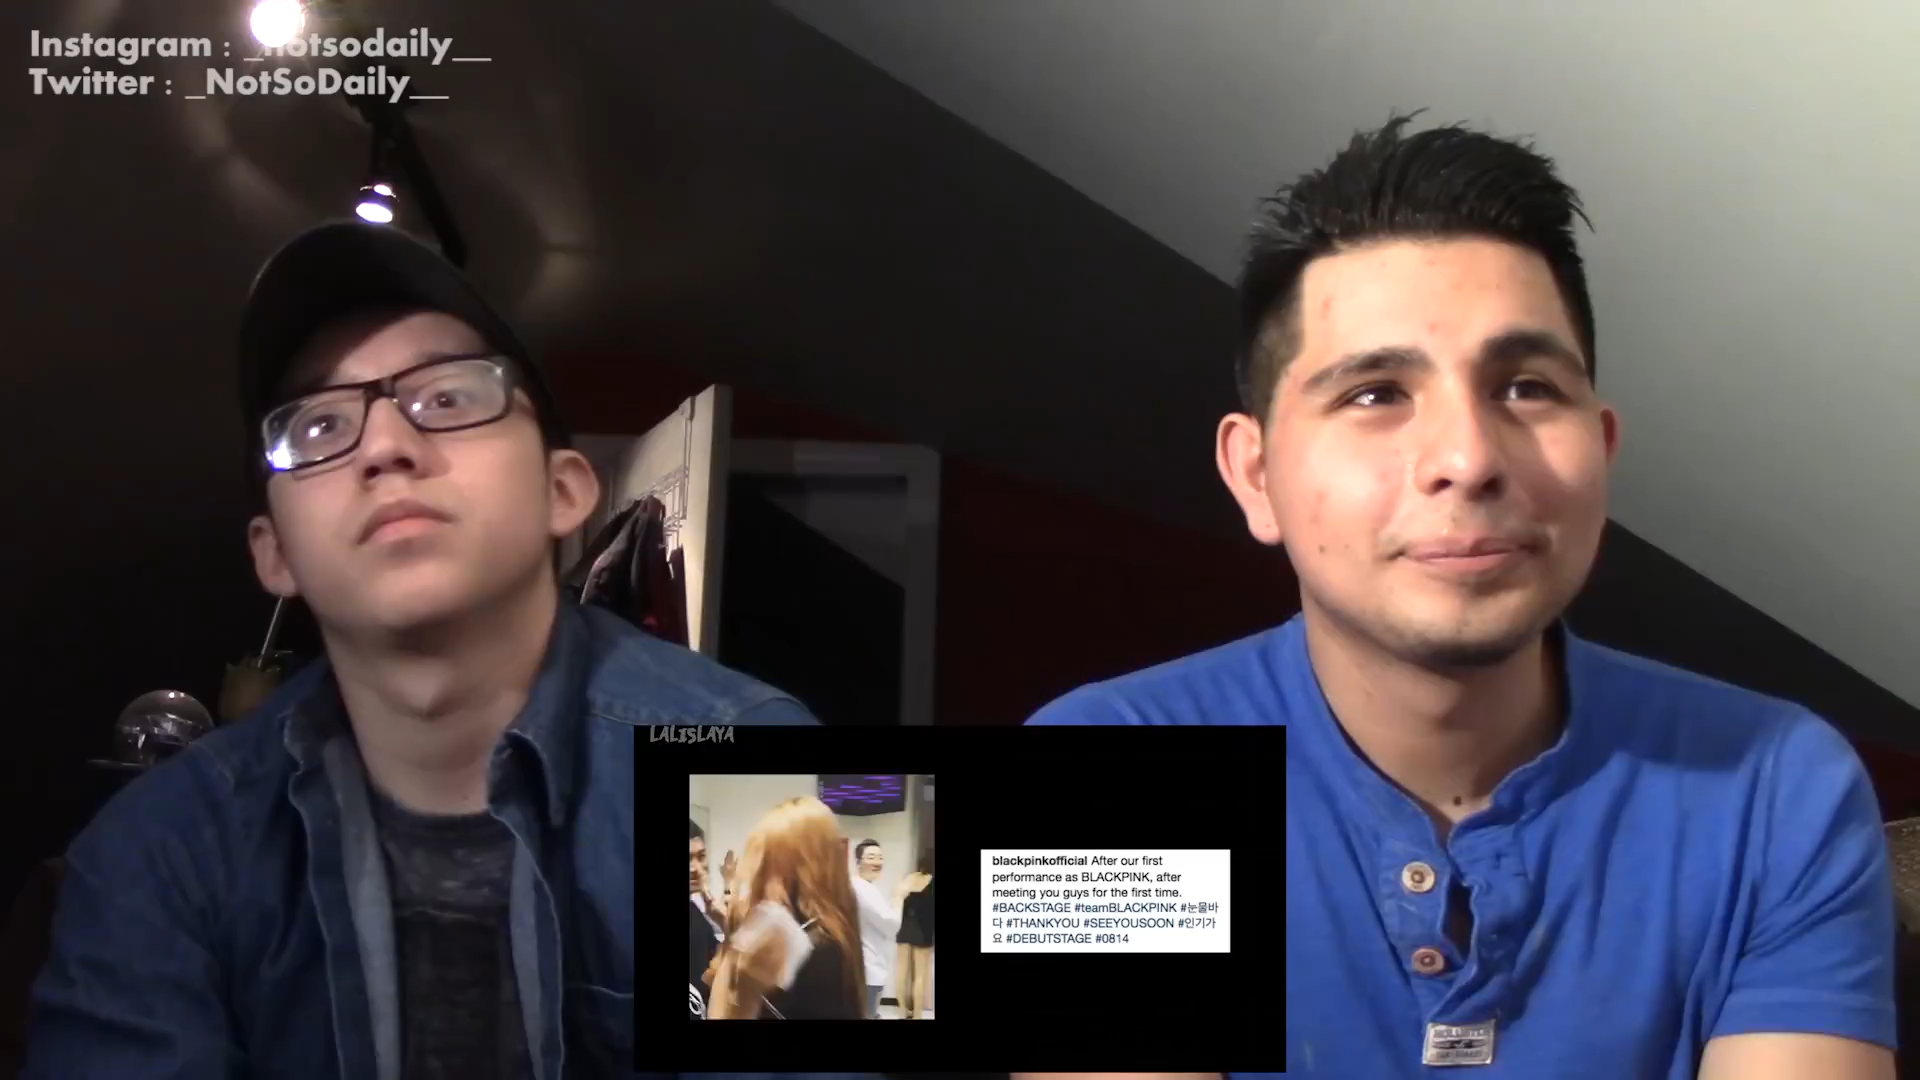 Instagram : _notsodaily__
Twitter : _NotSoDaily__
LALISLAYA
blackpinkofficial After our first
performance as BLACKPINK, after
meeting you guys for the first time.
#BACKSTAGE #teamBLACKPINK #눈물바
다 #THANKYOU #SEEYOUSOON #인기가
요 #DEBUTSTAGE #0814
HOLLISTER